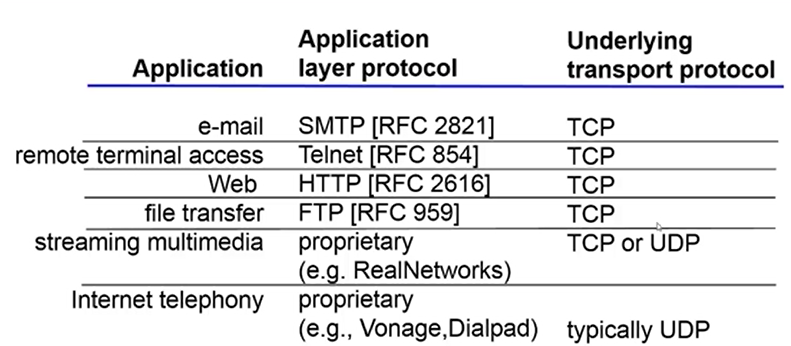 Application Application layer protocol Underlying transport protocol
e-mail SMTP [RFC 2821] TCP
remote terminal access Telnet [RFC 854] TCP
Web HTTP [RFC 2616] TCP
file transfer FTP [RFC 959] TCP
streaming multimedia proprietary TCP or UDP
(e.g. RealNetworks)
Internet telephony proprietary
(e.g., Vonage,Dialpad) typically UDP